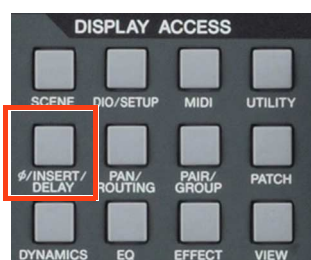 DISPLAY ACCESS
SCENE DIO/SETUP MIDI UTILITY
ø/INSERT/ PAN/ PAIR/ PATCH
DELAY ROUTING GROUP
DYNAMICS EQ EFFECT VIEW